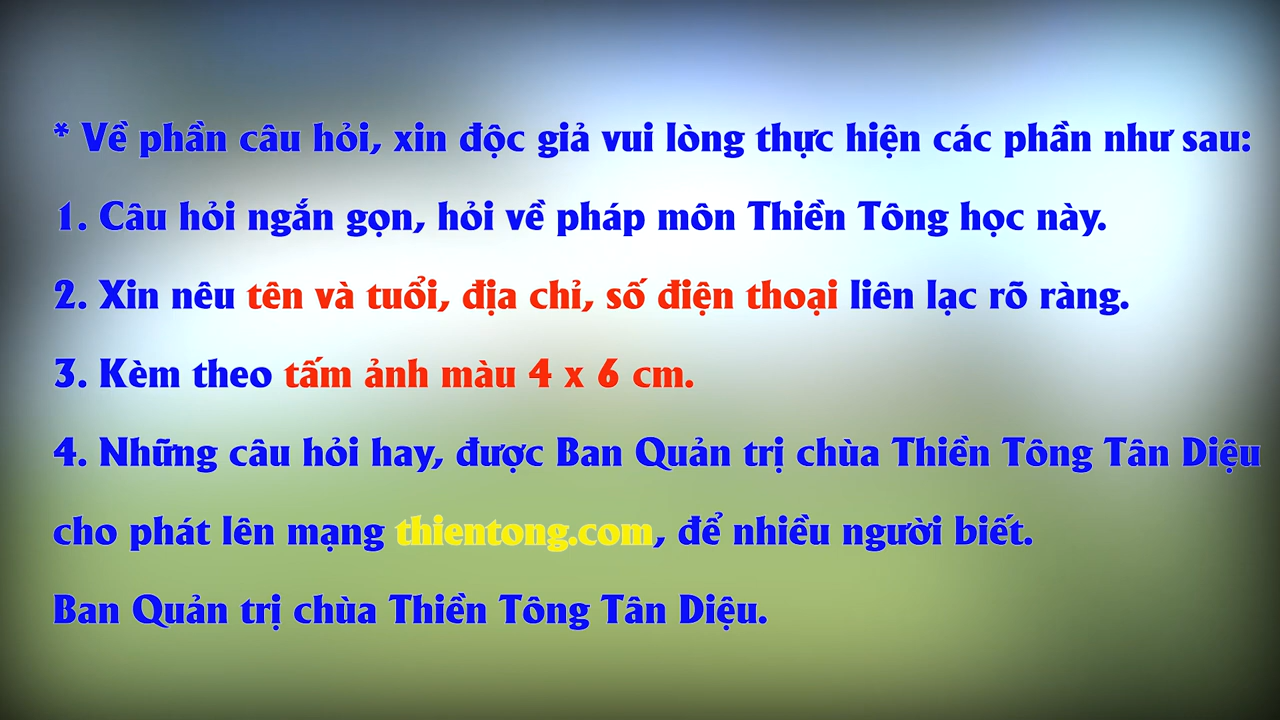 * Về phần câu hỏi, xin độc giả vui lòng thực hiện các phần như sau:
1. Câu hỏi ngắn gọn, hỏi về pháp môn Thiền Tông học này.
2. Xin nêu tên và tuổi, địa chỉ, số điện thoại liên lạc rõ ràng.
3. Kèm theo tấm ảnh màu 4 x 6 cm.
4. Những câu hỏi hay, được Ban Quản trị chùa Thiền Tông Tân Diệu
cho phát lên mạng thientong.com, để nhiều người biết.
Ban Quản trị chùa Thiền Tông Tân Diệu.